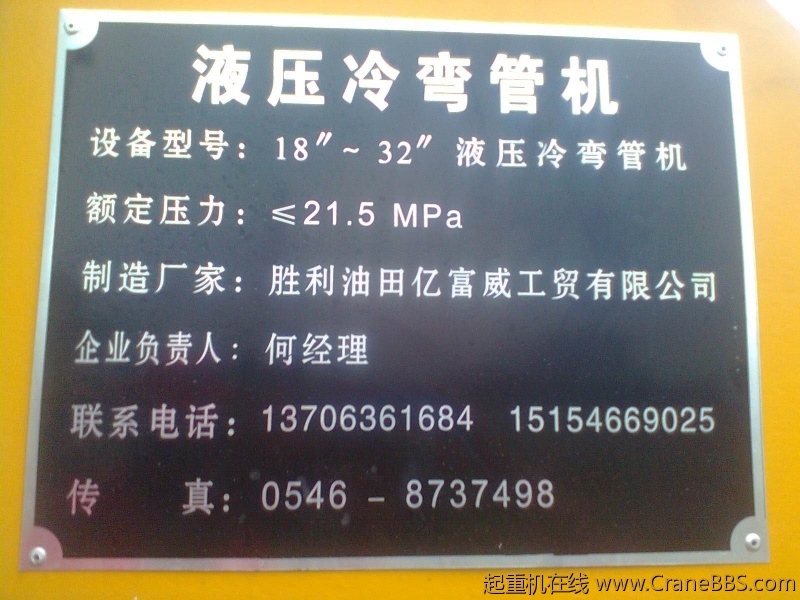 液压冷弯管机
设备型号：18″~32″液压冷弯管机
额定压力：≤21.5 MPa
制造厂家：胜利油田亿富威工贸有限公司
企业负责人：何经理
联系电话：13706361684 15154669025
传 真：0546－8737498
起重机在线 www.CraneBBS.com